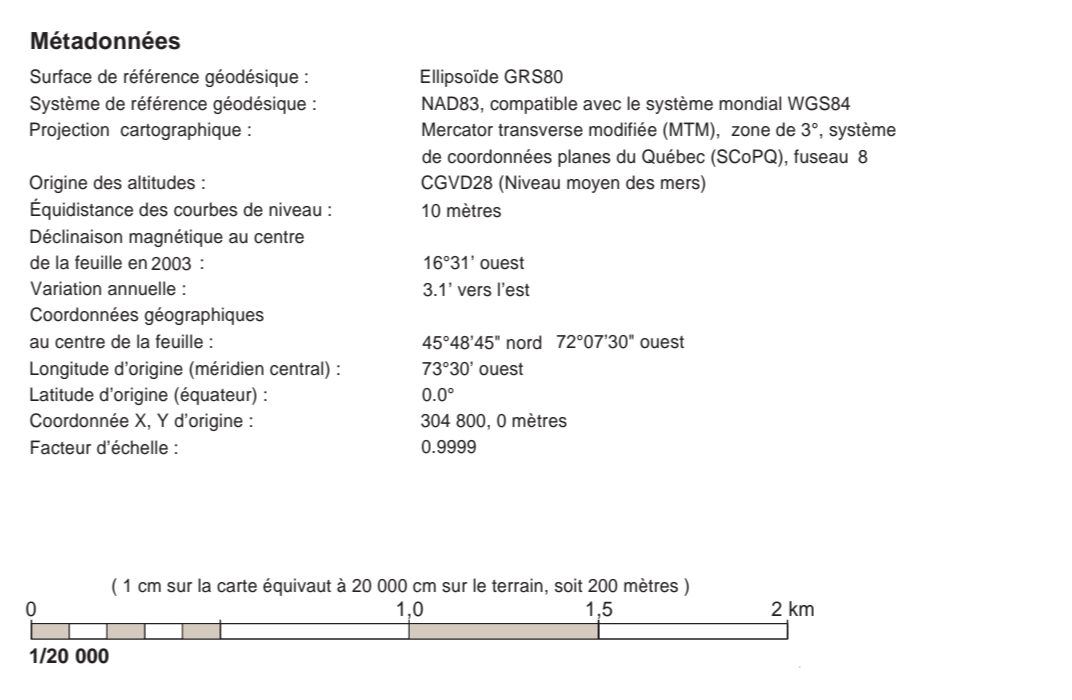 Métadonnées
Surface de référence géodésique : Ellipsoïde GRS80
Système de référence géodésique : NAD83, compatible avec le système mondial WGS84
Projection cartographique : Mercator transverse modifiée (MTM), zone de 3°, système
de coordonnées planes du Québec (SCoPQ), fuseau 8
Origine des altitudes : CGVD28 (Niveau moyen des mers)
Équidistance des courbes de niveau : 10 mètres
Déclinaison magnétique au centre
de la feuille en 2003 : 16°31’ ouest
Variation annuelle : 3.1’ vers l’est
Coordonnées géographiques
au centre de la feuille : 45°48’45" nord 72°07’30" ouest
Longitude d’origine (méridien central) : 73°30’ ouest
Latitude d’origine (équateur) : 0.0°
Coordonnée X, Y d’origine : 304 800, 0 mètres
Facteur d’échelle : 0.9999
( 1 cm sur la carte équivaut à 20 000 cm sur le terrain, soit 200 mètres )
0 1,0 1,5 2 km
1/20 000